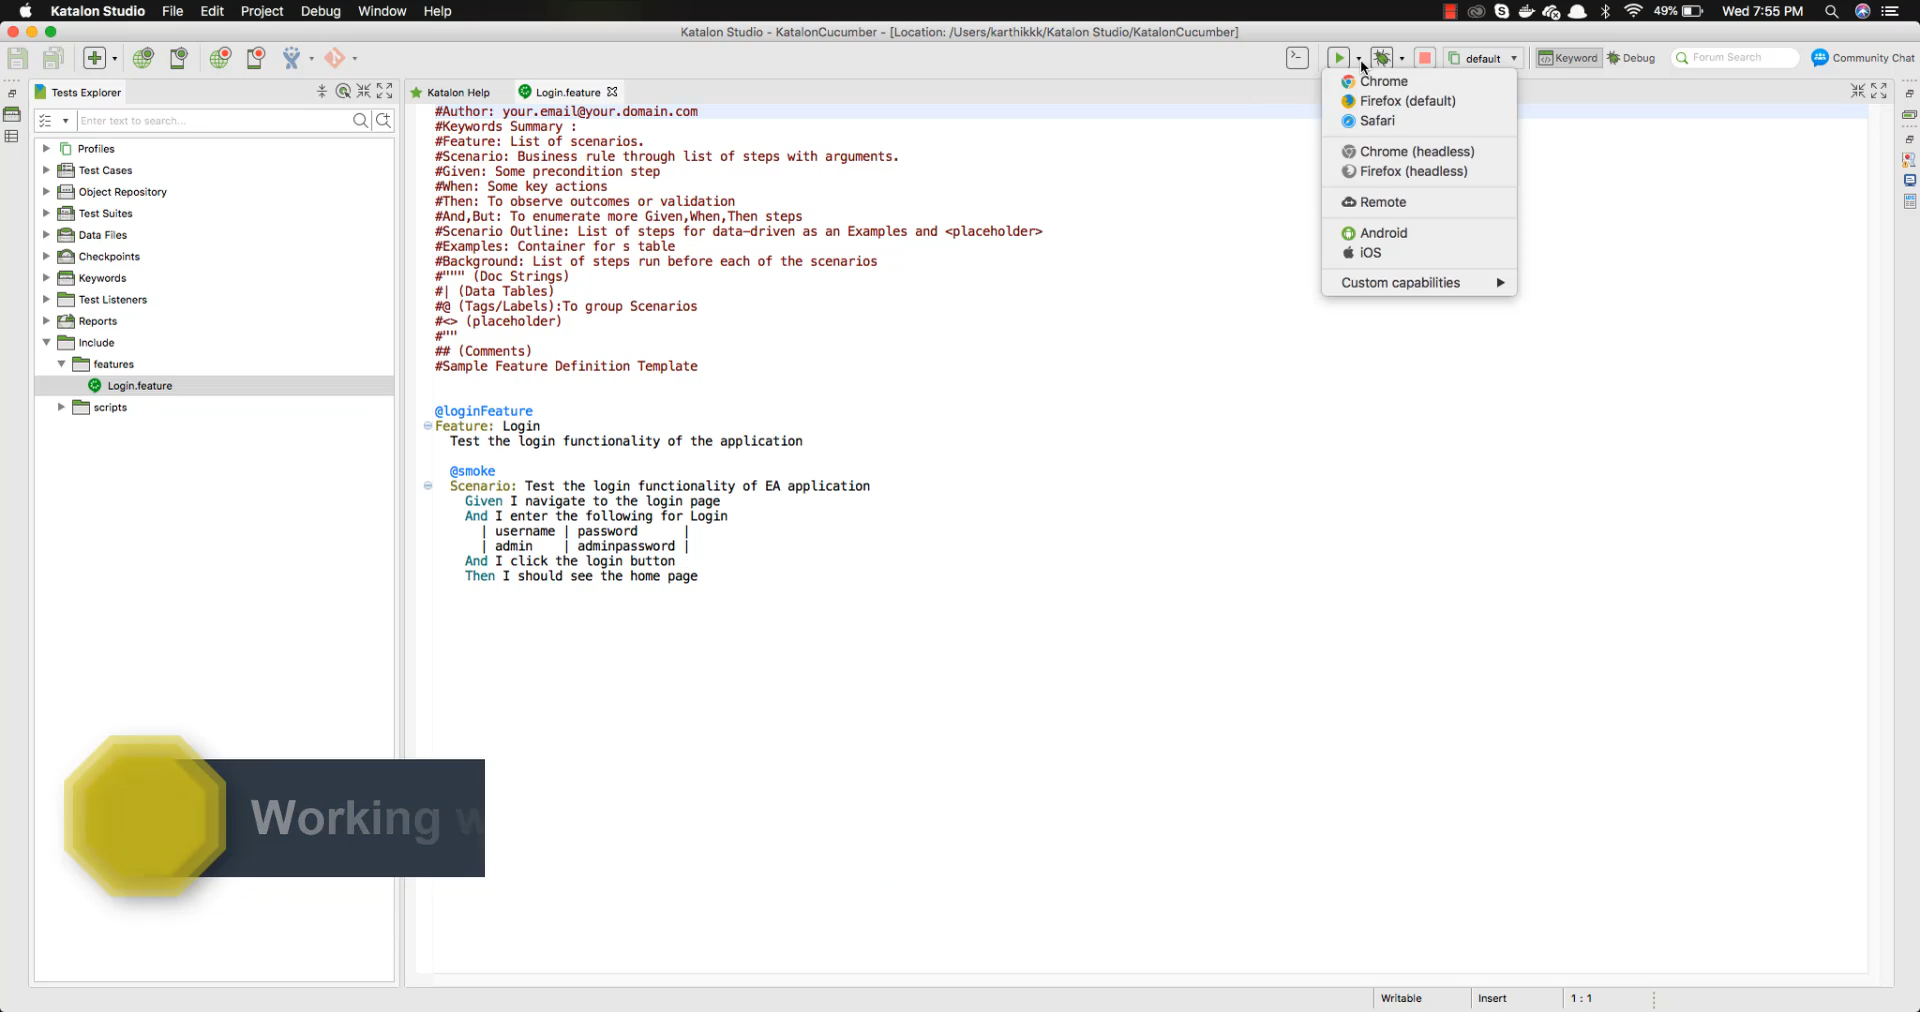 Katalon Studio File Edit Project Debug Window Help 49% Wed 7:55 PM
Katalon Studio - KatalonCucumber - [Location: /Users/karthikkk/Katalon Studio/KatalonCucumber]
default Keyword Debug Forum Search Community Chat
Tests Explorer
Enter text to search...
Profiles
Test Cases
Object Repository
Test Suites
Data Files
Checkpoints
Keywords
Test Listeners
Reports
Include
features
Login.feature
scripts
Katalon Help Login.feature
#Author: your.email@your.domain.com
#Keywords Summary :
#Feature: List of scenarios.
#Scenario: Business rule through list of steps with arguments.
#Given: Some precondition step
#When: Some key actions
#Then: To observe outcomes or validation
#And,But: To enumerate more Given,When,Then steps
#Scenario Outline: List of steps for data-driven as an Examples and <placeholder>
#Examples: Container for s table
#Background: List of steps run before each of the scenarios
#""" (Doc Strings)
#| (Data Tables)
#@ (Tags/Labels):To group Scenarios
#<> (placeholder)
#""
## (Comments)
#Sample Feature Definition Template
@loginFeature
Feature: Login
Test the login functionality of the application
@smoke
Scenario: Test the login functionality of EA application
Given I navigate to the login page
And I enter the following for Login
| username | password |
| admin | adminpassword |
And I click the login button
Then I should see the home page
Chrome
Firefox (default)
Safari
Chrome (headless)
Firefox (headless)
Remote
Android
iOS
Custom capabilities
Working w
Writable Insert 1 : 1